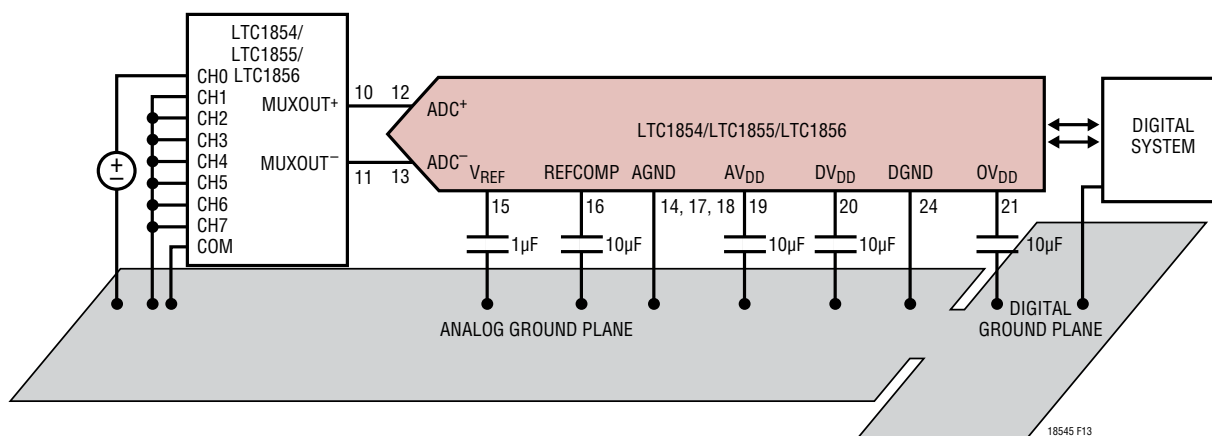 LTC1854/
LTC1855/
LTC1856
CH0
CH1
CH2
CH3
CH4
CH5
CH6
CH7
COM
MUXOUT+
MUXOUT−
10
12
11
13
ADC+
ADC−
LTC1854/LTC1855/LTC1856
VREF
REFCOMP
AGND
AVDD
DVDD
DGND
OVDD
15
16
14, 17, 18
19
20
24
21
1µF
10µF
10µF
10µF
10µF
DIGITAL
SYSTEM
+
−
ANALOG GROUND PLANE
DIGITAL
GROUND PLANE
18545 F13